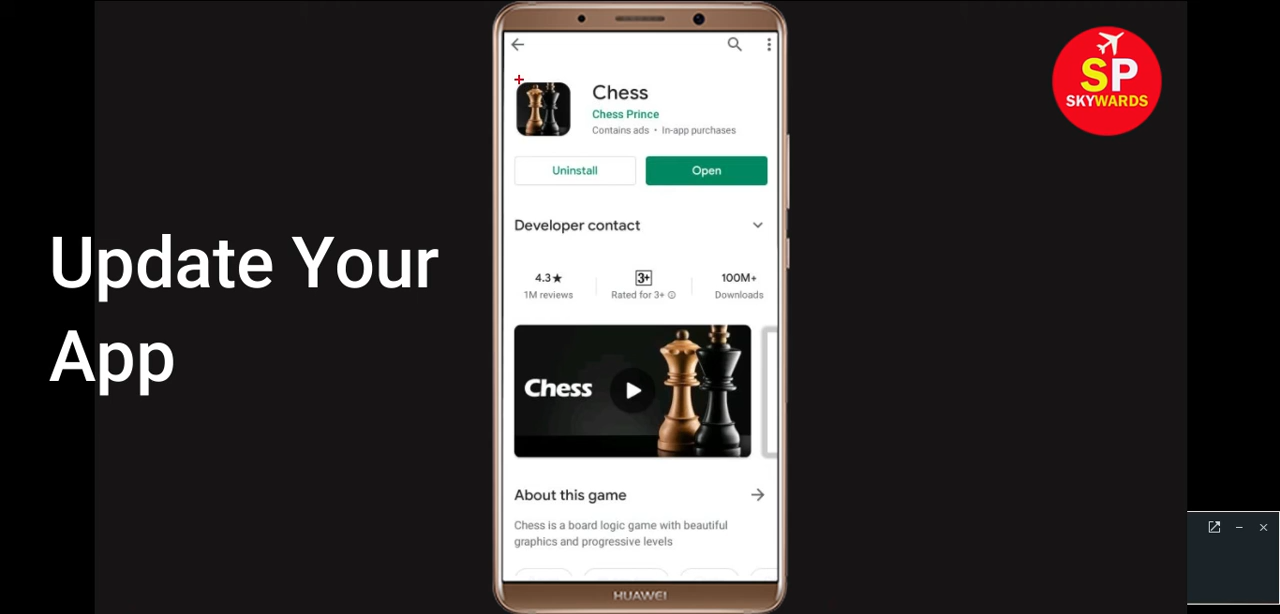 SP
SKYWARDS
Update Your
App
Chess
Chess Prince
Contains ads • In-app purchases
Uninstall
Open
Developer contact
4.3★
1M reviews
3+
Rated for 3+
100M+
Downloads
Chess
About this game
Chess is a board logic game with beautiful
graphics and progressive levels
HUAWEI